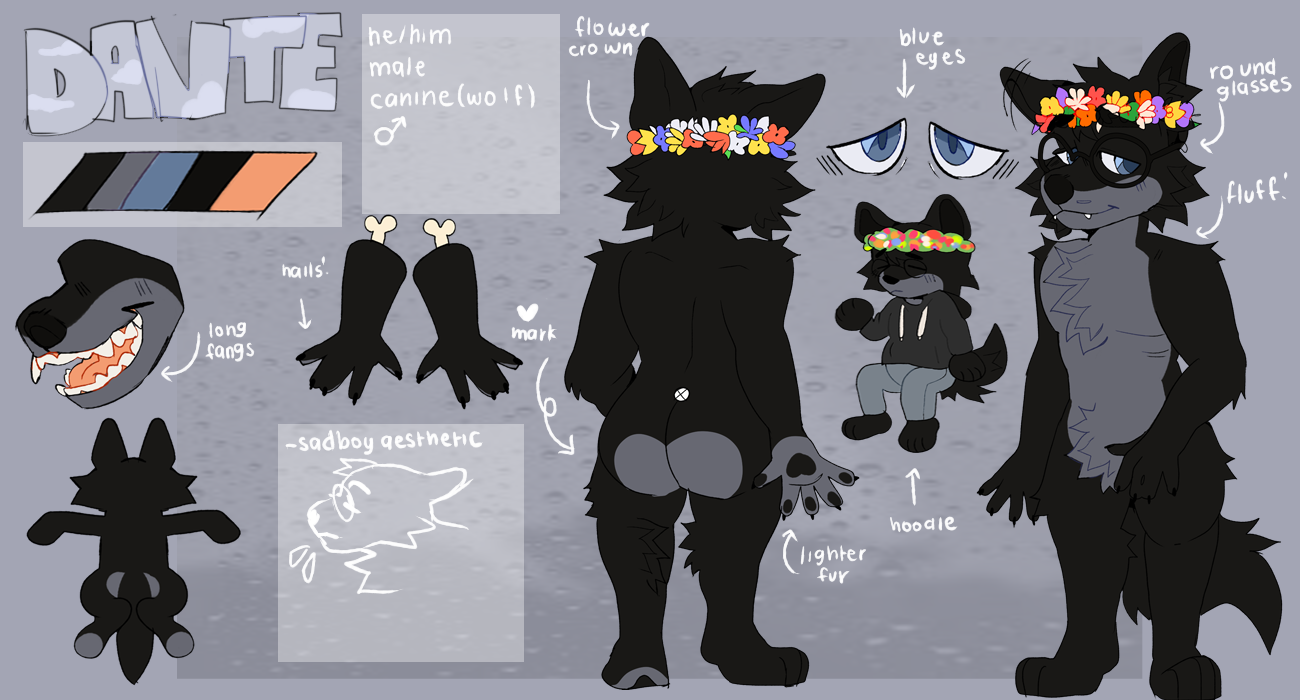 DANTE
he/him
male
canine(wolf)
♂
flower
crown
blue
eyes
round
glasses
fluff!
nails!
long
fangs
♥
mark
~sadboy aesthetic
hoodie
lighter
fur